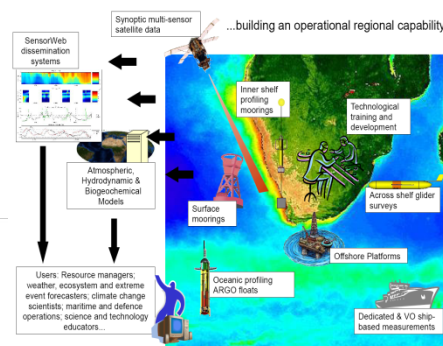 Synoptic multi-sensor
satellite data
...building an operational regional capability
SensorWeb
dissemination
systems
Inner shelf
profiling
moorings
Technological
training and
development
Atmospheric,
Hydrodynamic &
Biogeochemical
Models
Surface
moorings
Across shelf glider
surveys
Offshore Platforms
Oceanic profiling
ARGO floats
Users: Resource managers;
weather, ecosystem and extreme
event forecasters; climate change
scientists; maritime and defence
operations; science and technology
educators...
Dedicated & VO ship-
based measurements